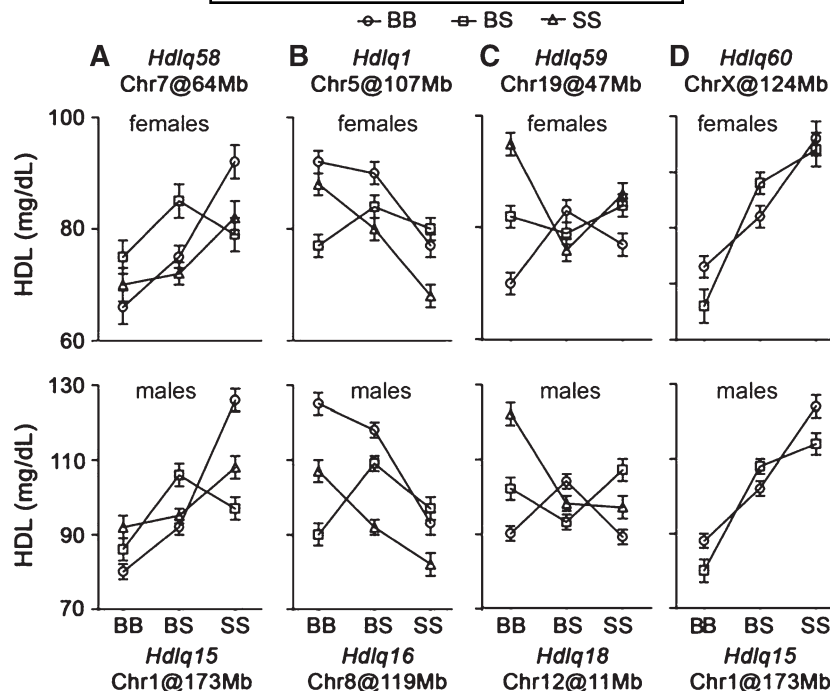 BB BS SS
A Hdlq58 B Hdlq1 C Hdlq59 D Hdlq60
Chr7@64Mb Chr5@107Mb Chr19@47Mb ChrX@124Mb
100 females females females females
HDL (mg/dL)
80
60
130 males males males males
HDL (mg/dL)
110
90
70
BB BS SS BB BS SS BB BS SS BB BS SS
Hdlq15 Hdlq16 Hdlq18 Hdlq15
Chr1@173Mb Chr8@119Mb Chr12@11Mb Chr1@173Mb